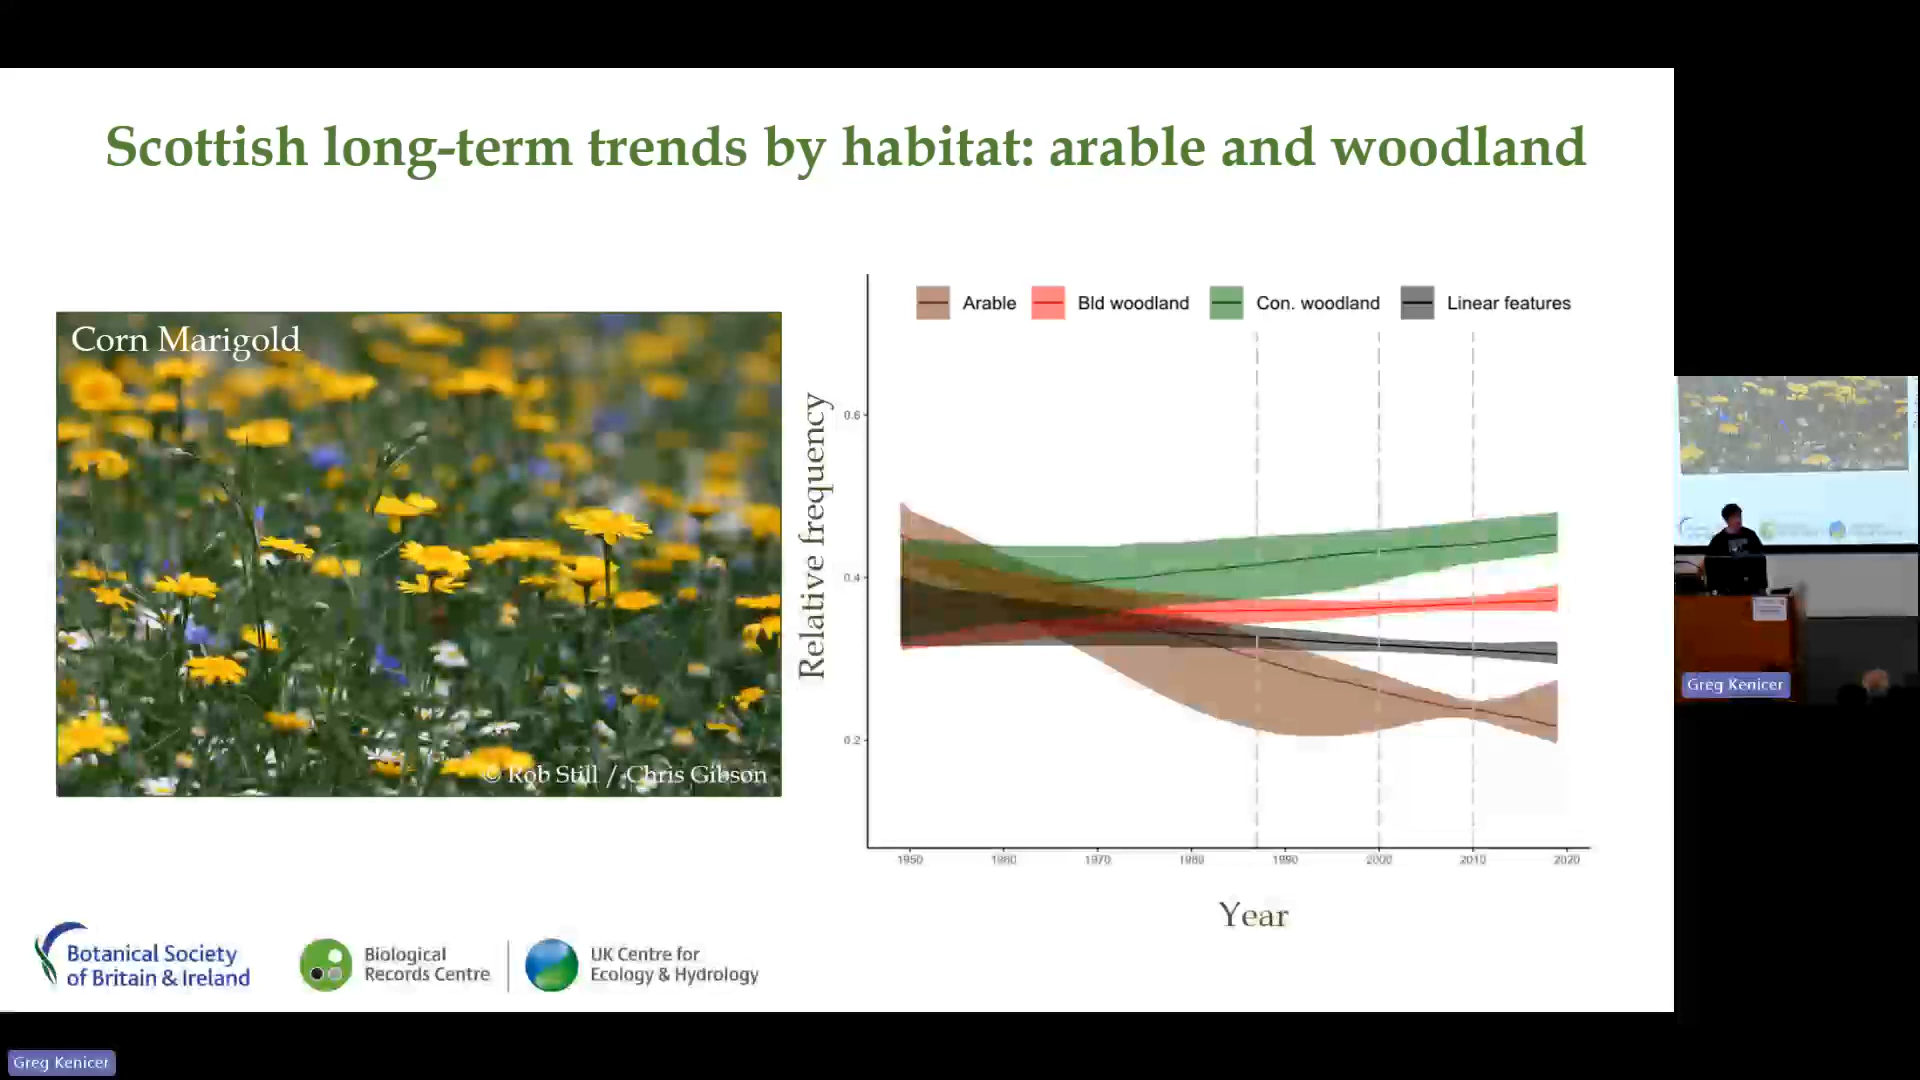 Scottish long-term trends by habitat: arable and woodland
Corn Marigold
© Rob Still / Chris Gibson
Arable
Bld woodland
Con. woodland
Linear features
Relative frequency
0.6
0.4
0.2
1950
1960
1970
1980
1990
2000
2010
2020
Year
Botanical Society
of Britain & Ireland
Biological
Records Centre
UK Centre for
Ecology & Hydrology
Greg Kenicer
Greg Kenicer